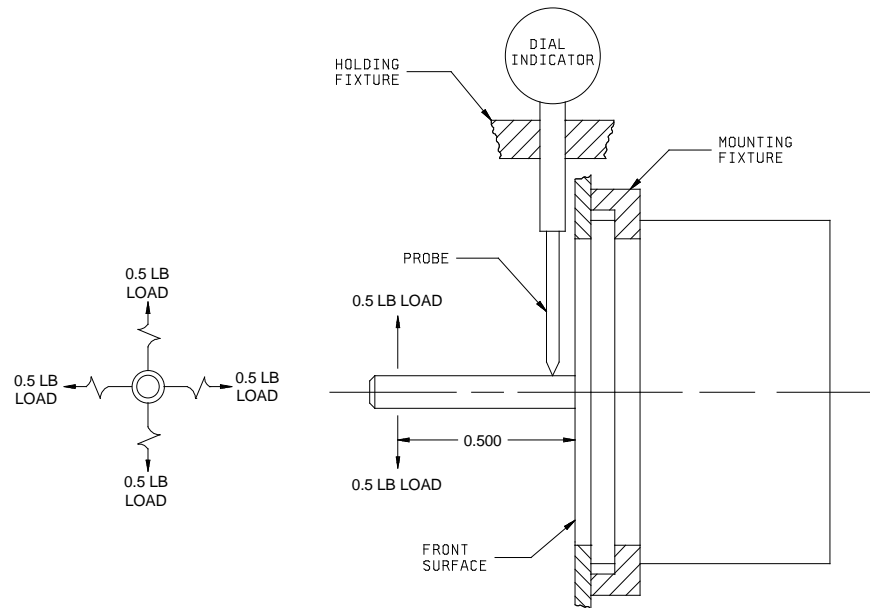 DIAL
INDICATOR
HOLDING
FIXTURE
MOUNTING
FIXTURE
PROBE
0.5 LB
LOAD
0.5 LB
LOAD
0.5 LB
LOAD
0.5 LB
LOAD
0.5 LB LOAD
0.500
0.5 LB LOAD
FRONT
SURFACE